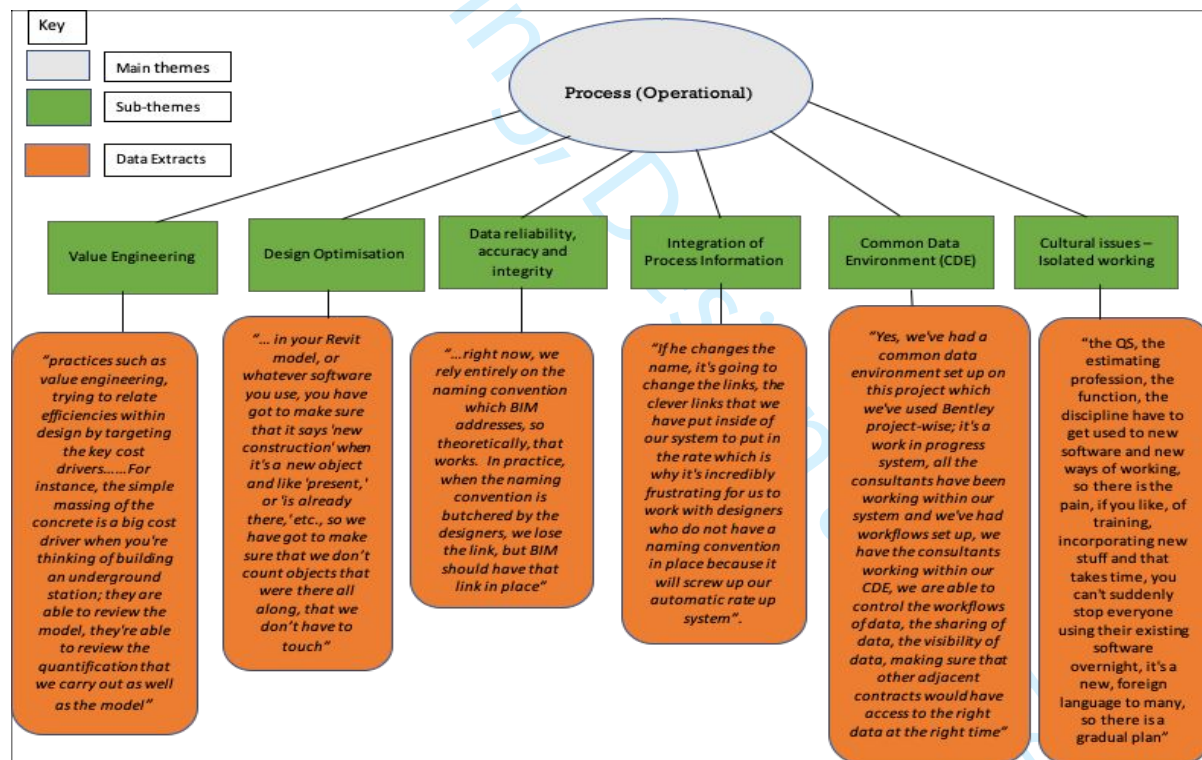 Key
Main themes
Sub-themes
Data Extracts
Process (Operational)
Value Engineering
Design Optimisation
Data reliability,
accuracy and
integrity
Integration of
Process Information
Common Data
Environment (CDE)
Cultural issues –
Isolated working
“practices such as
value engineering,
trying to relate
efficiencies within
design by targeting
the key cost
drivers……For
instance, the simple
massing of the
concrete is a big cost
driver when you're
thinking of building
an underground
station; they are
able to review the
model, they're able
to review the
quantification that
we carry out as well
as the model”
“… in your Revit
model, or
whatever software
you use, you have
got to make sure
that it says 'new
construction' when
it's a new object
and like 'present,'
or 'is already
there,' etc., so we
have got to make
sure that we don’t
count objects that
were there all
along, that we
don’t have to
touch”
“…right now, we
rely entirely on the
naming convention
which BIM
addresses, so
theoretically, that
works. In practice,
when the naming
convention is
butchered by the
designers, we lose
the link, but BIM
should have that
link in place”
“If he changes the
name, it's going to
change the links, the
clever links that we
have put inside of
our system to put in
the rate which is
why it's incredibly
frustrating for us to
work with designers
who do not have a
naming convention
in place because it
will screw up our
automatic rate up
system”.
“Yes, we've had a
common data
environment set up on
this project which
we've used Bentley
project-wise; it's a
work in progress
system, all the
consultants have been
working within our
system and we've had
workflows set up, we
have the consultants
working within our
CDE, we are able to
control the workflows
of data, the sharing of
data, the visibility of
data, making sure that
other adjacent
contracts would have
access to the right
data at the right time”
“the QS, the
estimating
profession, the
function, the
discipline have to
get used to new
software and new
ways of working,
so there is the
pain, if you like, of
training,
incorporating new
stuff and that
takes time, you
can't suddenly
stop everyone
using their existing
software
overnight, it's a
new, foreign
language to many,
so there is a
gradual plan”